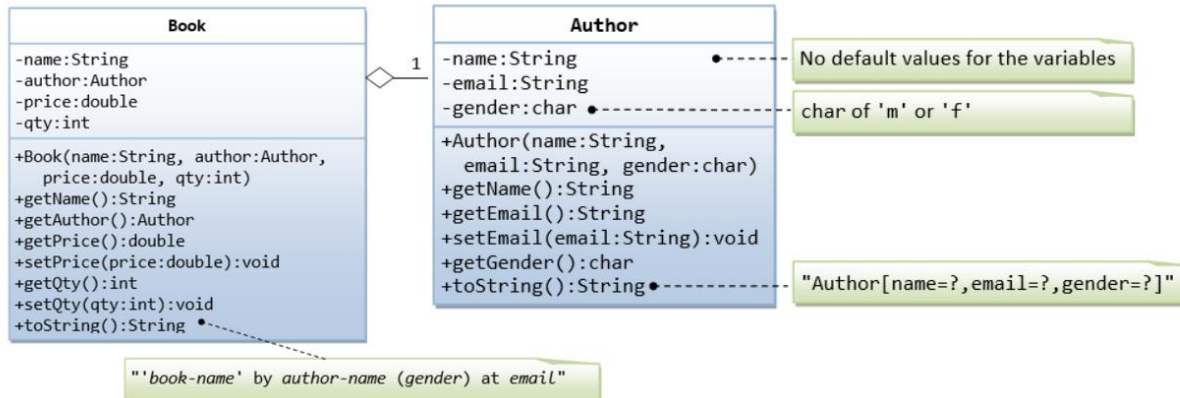 Book
-name:String
-author:Author
-price:double
-qty:int
+Book(name:String, author:Author,
price:double, qty:int)
+getName():String
+getAuthor():Author
+getPrice():double
+setPrice(price:double):void
+getQty():int
+setQty(qty:int):void
+toString():String
"'book-name' by author-name (gender) at email"
1
Author
-name:String
-email:String
-gender:char
+Author(name:String,
email:String, gender:char)
+getName():String
+getEmail():String
+setEmail(email:String):void
+getGender():char
+toString():String
No default values for the variables
char of 'm' or 'f'
"Author[name=?,email=?,gender=?]"